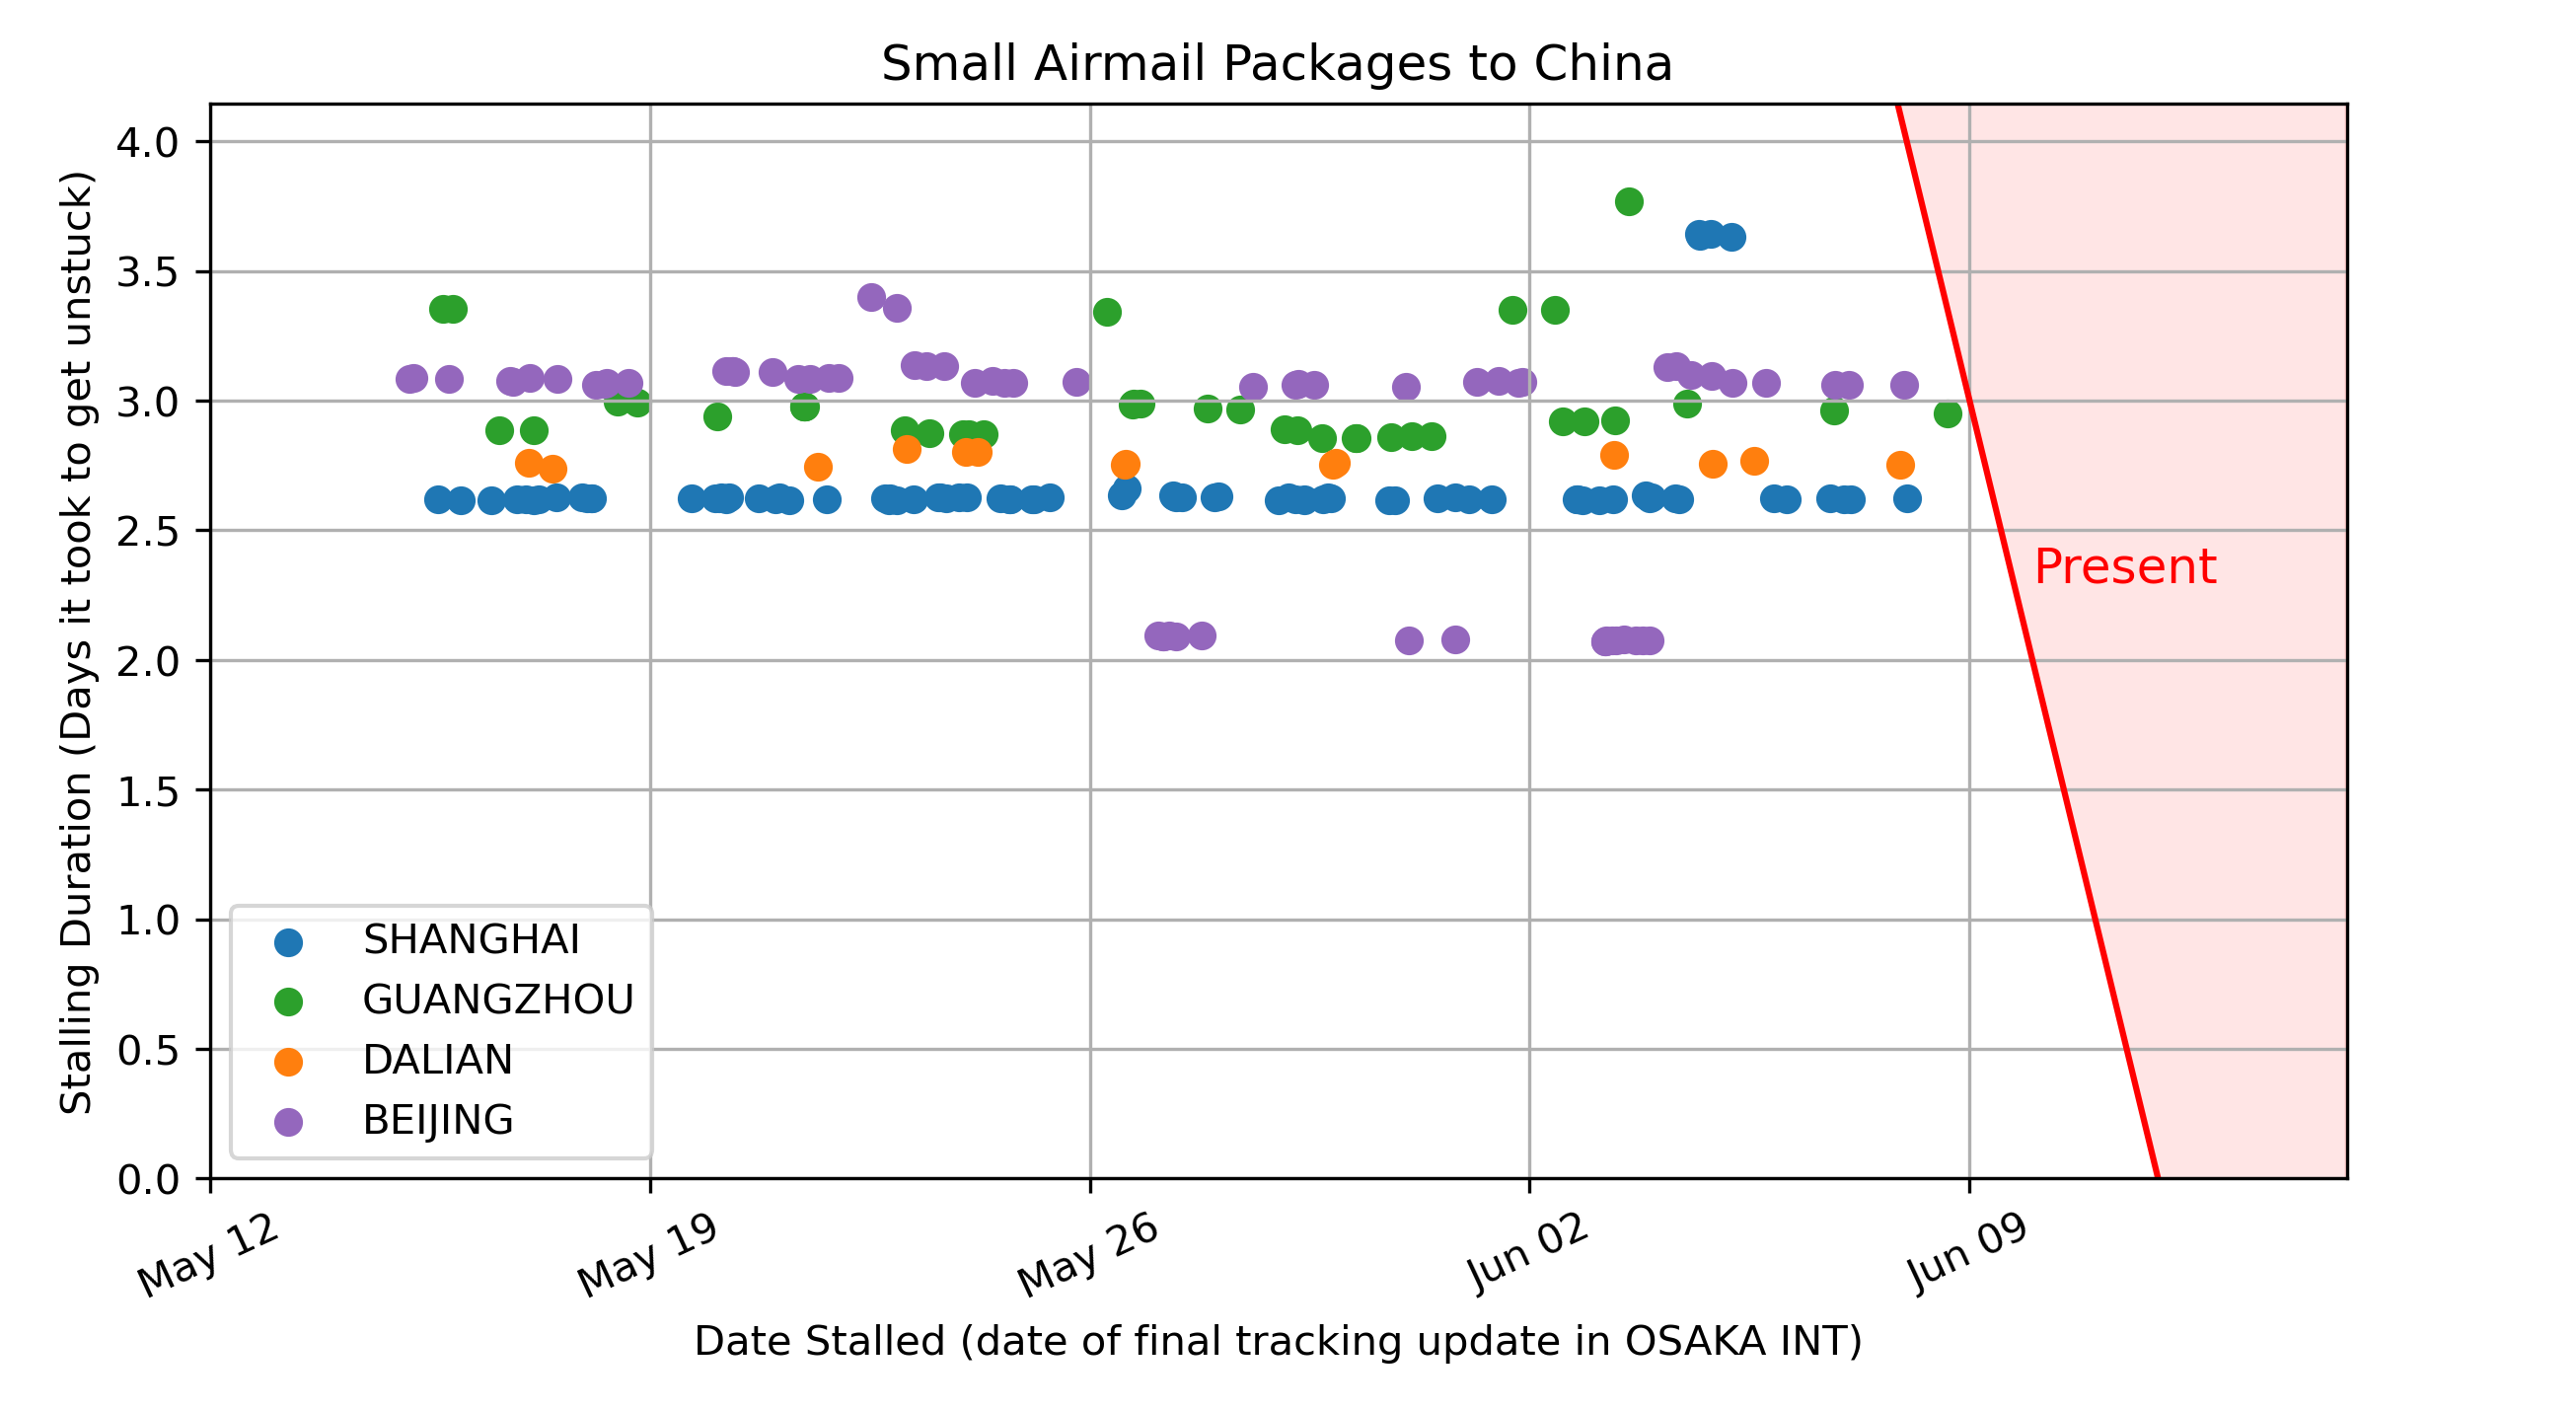 Small Airmail Packages to China
Stalling Duration (Days it took to get unstuck)
4.0
3.5
3.0
2.5
2.0
1.5
1.0
0.5
0.0
Present
SHANGHAI
GUANGZHOU
DALIAN
BEIJING
May 12
May 19
May 26
Jun 02
Jun 09
Date Stalled (date of final tracking update in OSAKA INT)